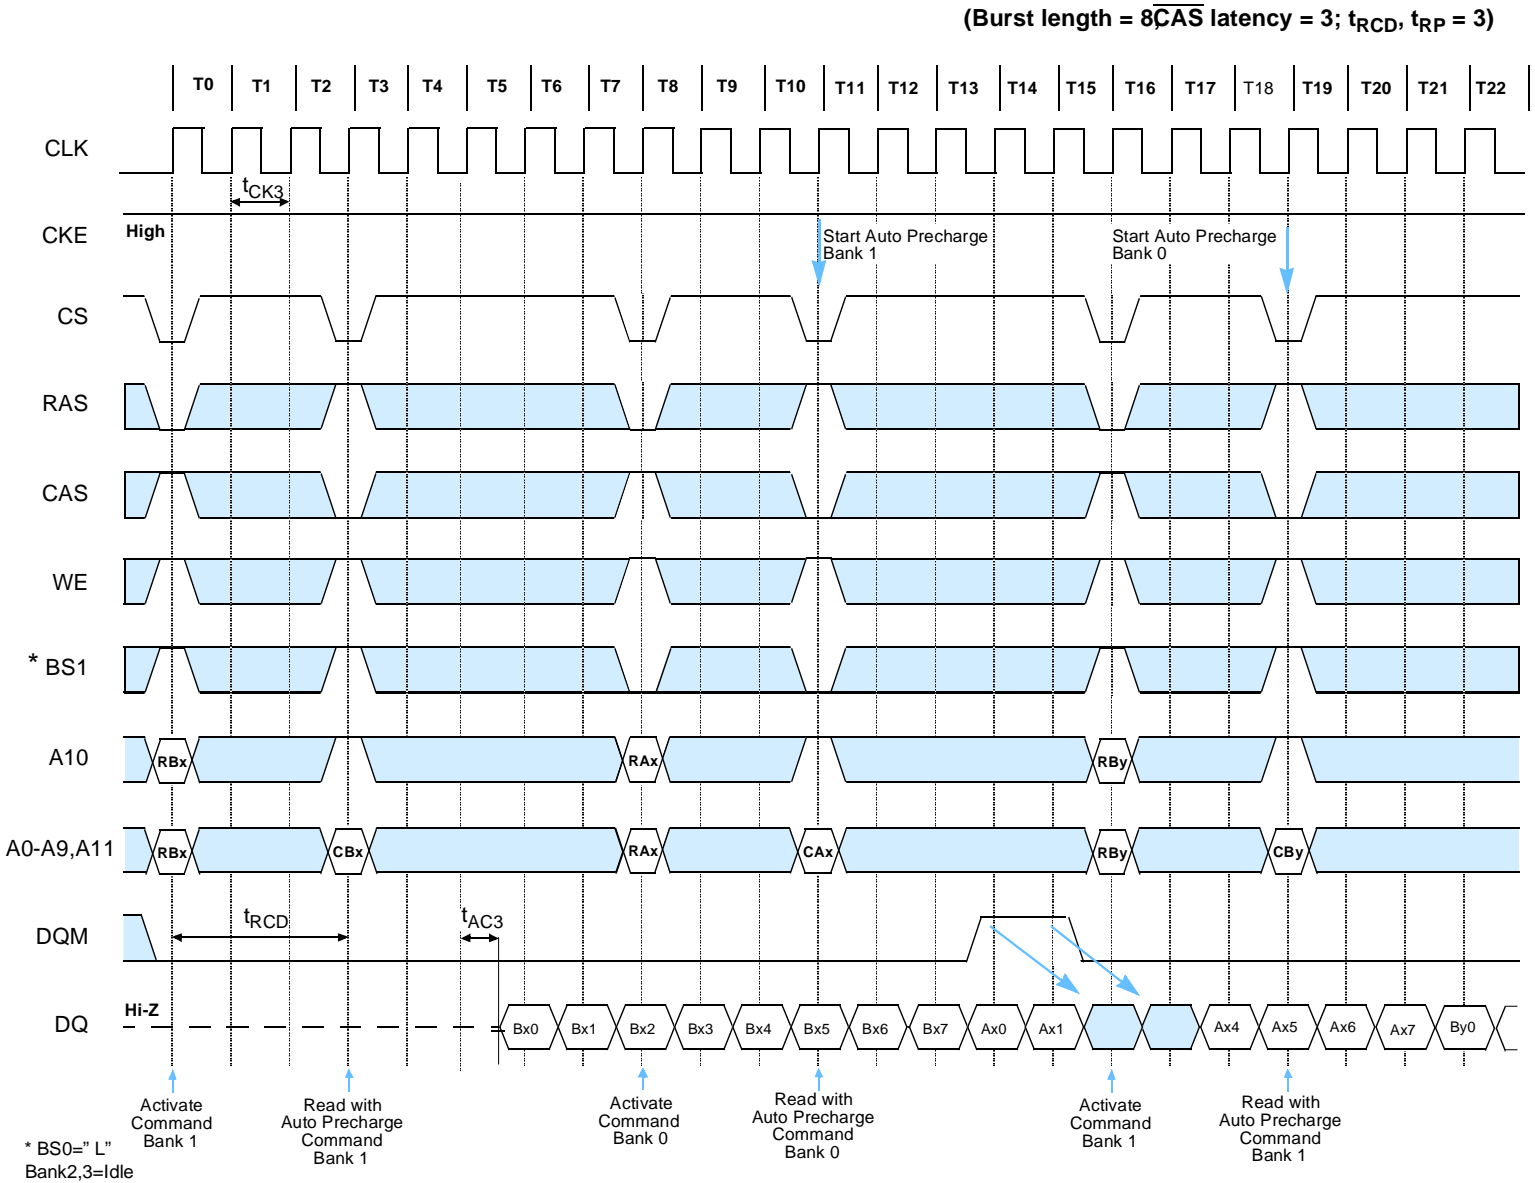 (Burst length = 8, CAS latency = 3; tRCD, tRP = 3)
T0 T1 T2 T3 T4 T5 T6 T7 T8 T9 T10 T11 T12 T13 T14 T15 T16 T17 T18 T19 T20 T21 T22
CLK
tCK3
CKE
High
Start Auto Precharge
Bank 1
Start Auto Precharge
Bank 0
CS
RAS
CAS
WE
* BS1
A10
RBx RAx RBy
A0-A9,A11
RBx CBx RAx CAx RBy CBy
DQM
tRCD
tAC3
DQ
Hi-Z
Bx0 Bx1 Bx2 Bx3 Bx4 Bx5 Bx6 Bx7 Ax0 Ax1 Ax4 Ax5 Ax6 Ax7 By0
Activate
Command
Bank 1
Read with
Auto Precharge
Command
Bank 1
Activate
Command
Bank 0
Read with
Auto Precharge
Command
Bank 0
Activate
Command
Bank 1
Read with
Auto Precharge
Command
Bank 1
* BS0=” L”
Bank2,3=Idle